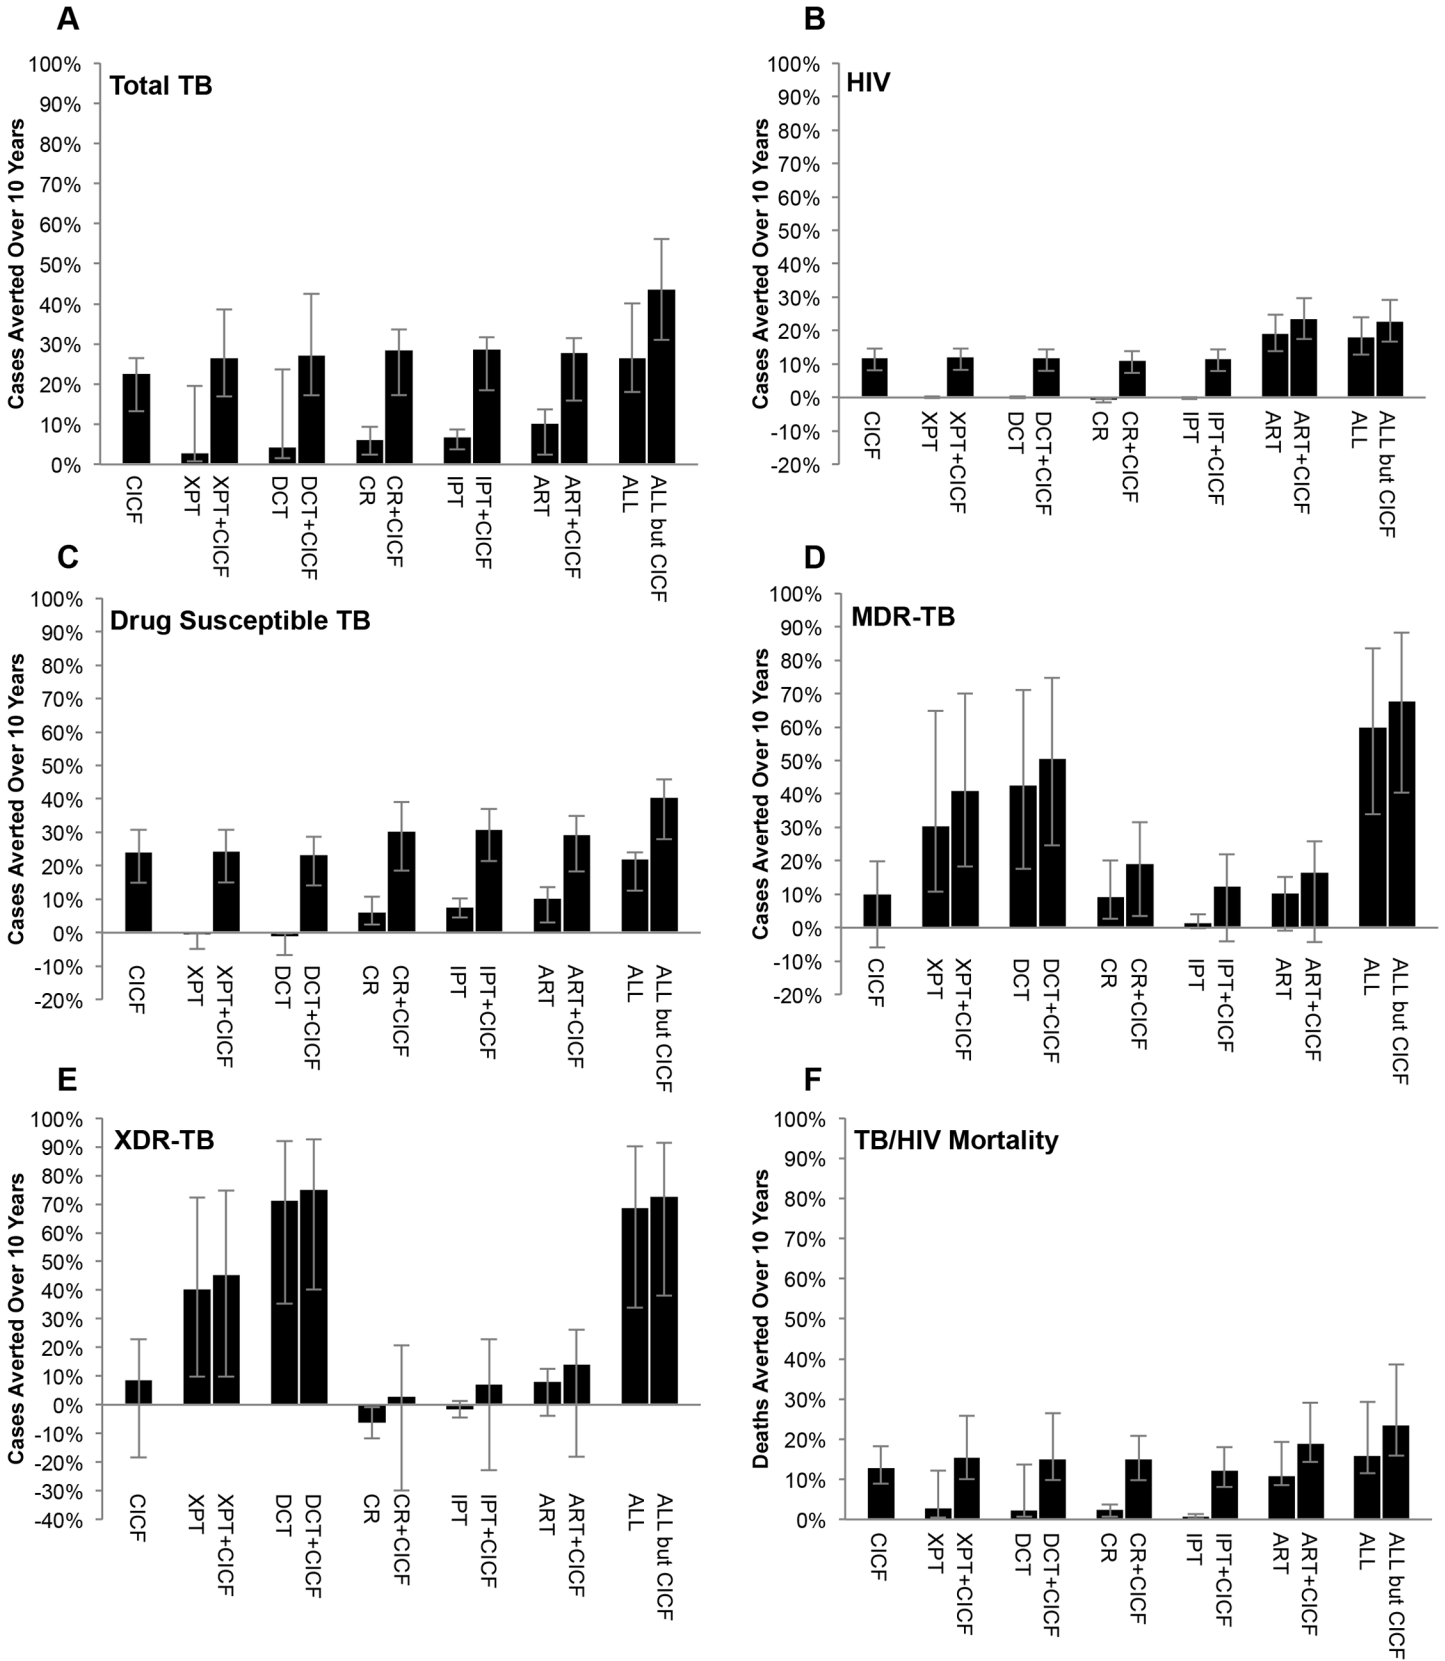 A
Total TB
Cases Averted Over 10 Years
100%
90%
80%
70%
60%
50%
40%
30%
20%
10%
0%
CICF
XPT
XPT+CICF
DCT
DCT+CICF
CR
CR+CICF
IPT
IPT+CICF
ART
ART+CICF
ALL
ALL but CICF
B
HIV
Cases Averted Over 10 Years
100%
90%
80%
70%
60%
50%
40%
30%
20%
10%
0%
-10%
-20%
CICF
XPT
XPT+CICF
DCT
DCT+CICF
CR
CR+CICF
IPT
IPT+CICF
ART
ART+CICF
ALL
ALL but CICF
C
Drug Susceptible TB
Cases Averted Over 10 Years
100%
90%
80%
70%
60%
50%
40%
30%
20%
10%
0%
-10%
-20%
CICF
XPT
XPT+CICF
DCT
DCT+CICF
CR
CR+CICF
IPT
IPT+CICF
ART
ART+CICF
ALL
ALL but CICF
D
MDR-TB
Cases Averted Over 10 Years
100%
90%
80%
70%
60%
50%
40%
30%
20%
10%
0%
-10%
-20%
CICF
XPT
XPT+CICF
DCT
DCT+CICF
CR
CR+CICF
IPT
IPT+CICF
ART
ART+CICF
ALL
ALL but CICF
E
XDR-TB
Cases Averted Over 10 Years
100%
90%
80%
70%
60%
50%
40%
30%
20%
10%
0%
-10%
-20%
-30%
-40%
CICF
XPT
XPT+CICF
DCT
DCT+CICF
CR
CR+CICF
IPT
IPT+CICF
ART
ART+CICF
ALL
ALL but CICF
F
TB/HIV Mortality
Deaths Averted Over 10 Years
100%
90%
80%
70%
60%
50%
40%
30%
20%
10%
0%
CICF
XPT
XPT+CICF
DCT
DCT+CICF
CR
CR+CICF
IPT
IPT+CICF
ART
ART+CICF
ALL
ALL but CICF